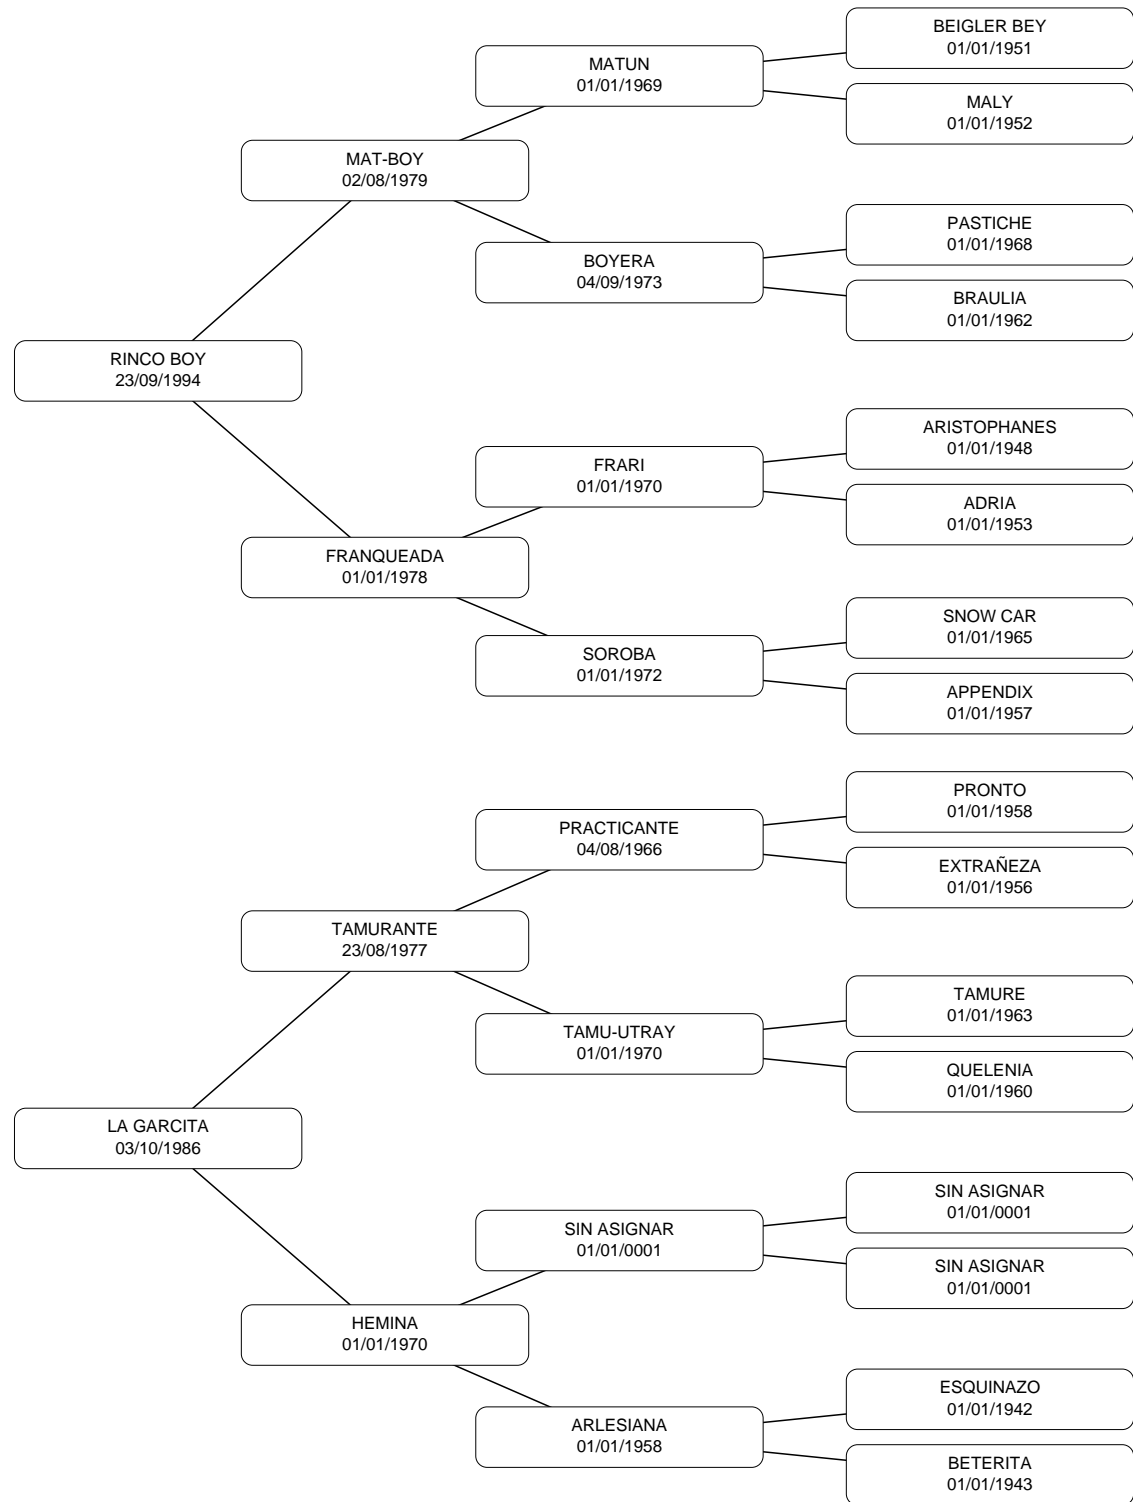 BEIGLER BEY
01/01/1951
MATUN
01/01/1969
MALY
01/01/1952
MAT-BOY
02/08/1979
PASTICHE
01/01/1968
BOYERA
04/09/1973
BRAULIA
01/01/1962
RINCO BOY
23/09/1994
ARISTOPHANES
01/01/1948
FRARI
01/01/1970
ADRIA
01/01/1953
FRANQUEADA
01/01/1978
SNOW CAR
01/01/1965
SOROBA
01/01/1972
APPENDIX
01/01/1957
PRONTO
01/01/1958
PRACTICANTE
04/08/1966
EXTRAÑEZA
01/01/1956
TAMURANTE
23/08/1977
TAMURE
01/01/1963
TAMU-UTRAY
01/01/1970
QUELENIA
01/01/1960
LA GARCITA
03/10/1986
SIN ASIGNAR
01/01/0001
SIN ASIGNAR
01/01/0001
SIN ASIGNAR
01/01/0001
HEMINA
01/01/1970
ESQUINAZO
01/01/1942
ARLESIANA
01/01/1958
BETERITA
01/01/1943